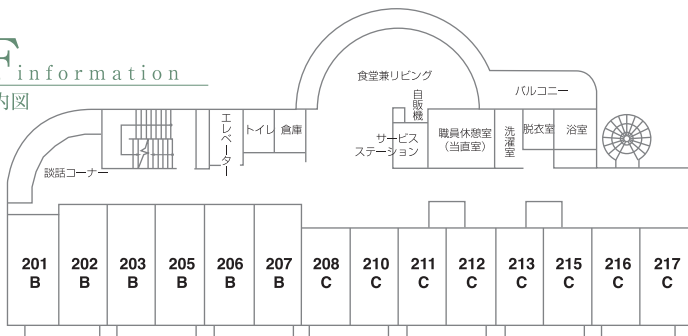 F information
内図
食堂兼リビング
バルコニー
自販機
エレベーター
トイレ
倉庫
サービス
ステーション
職員休憩室
(当直室)
洗濯室
脱衣室
浴室
談話コーナー
201 202 203 205 206 207 208 210 211 212 213 215 216 217
B B B B B B C C C C C C C C